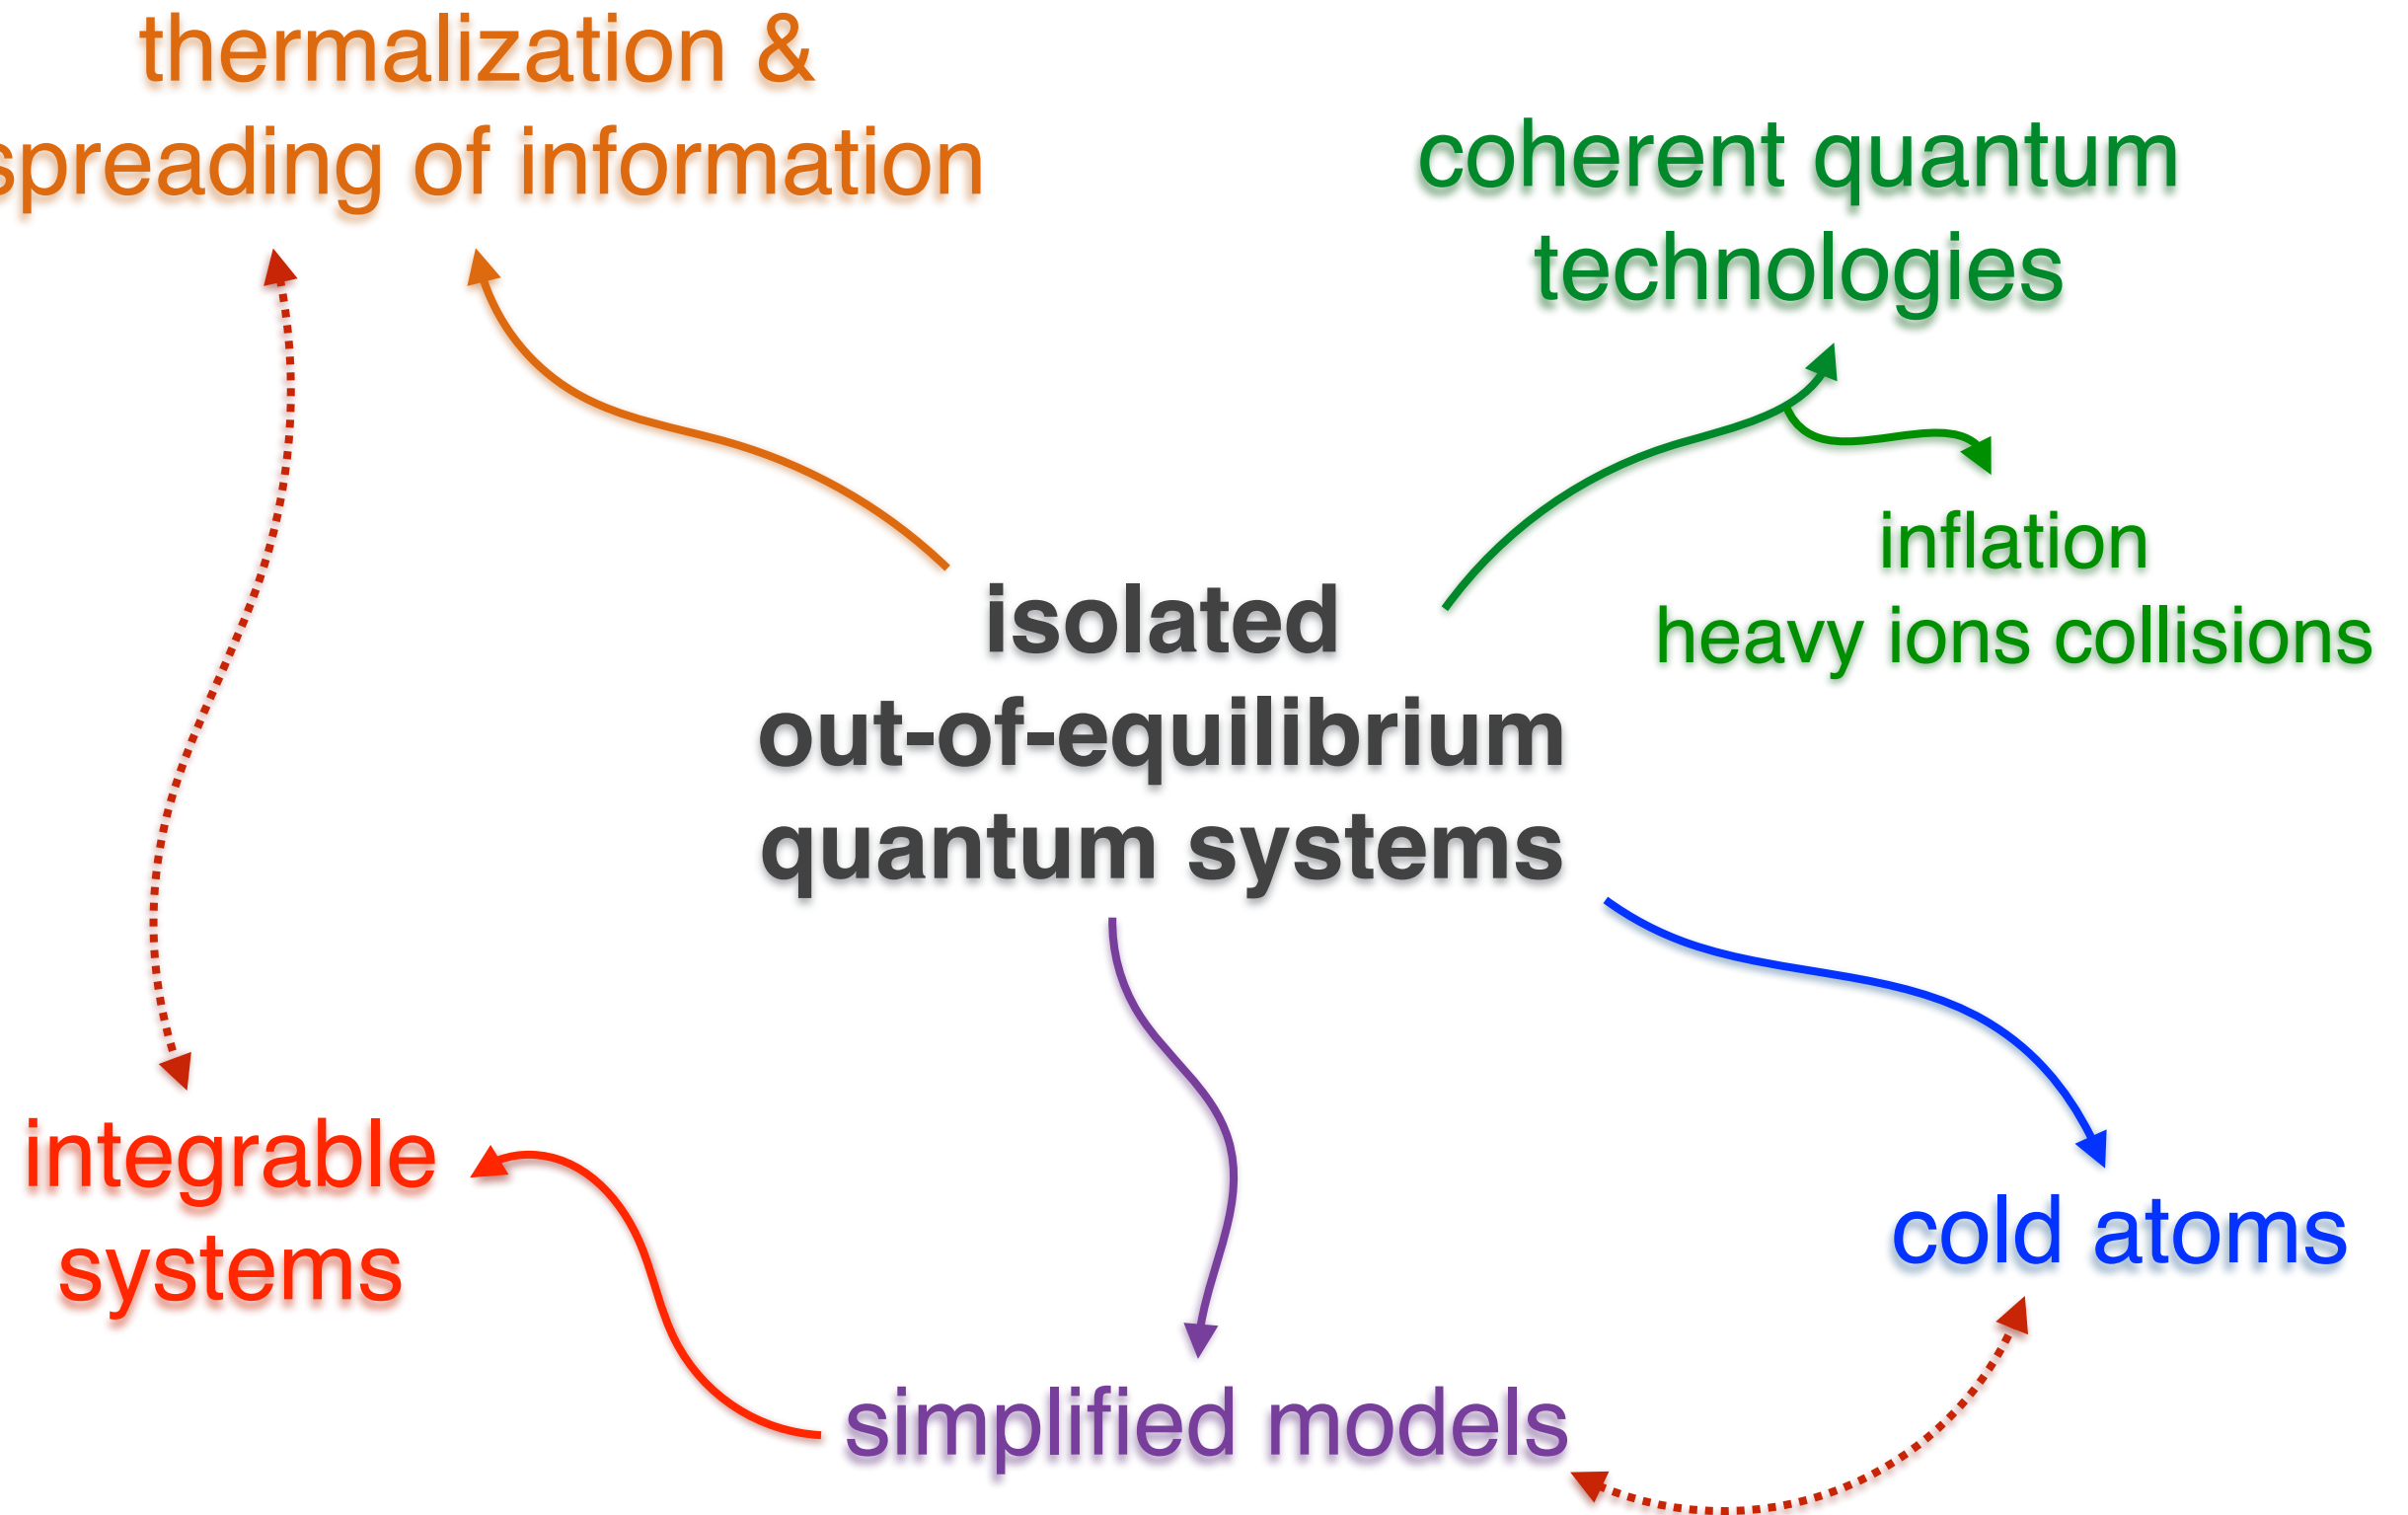 thermalization &
spreading of information
coherent quantum
technologies
inflation
heavy ions collisions
isolated
out-of-equilibrium
quantum systems
integrable
systems
cold atoms
simplified models